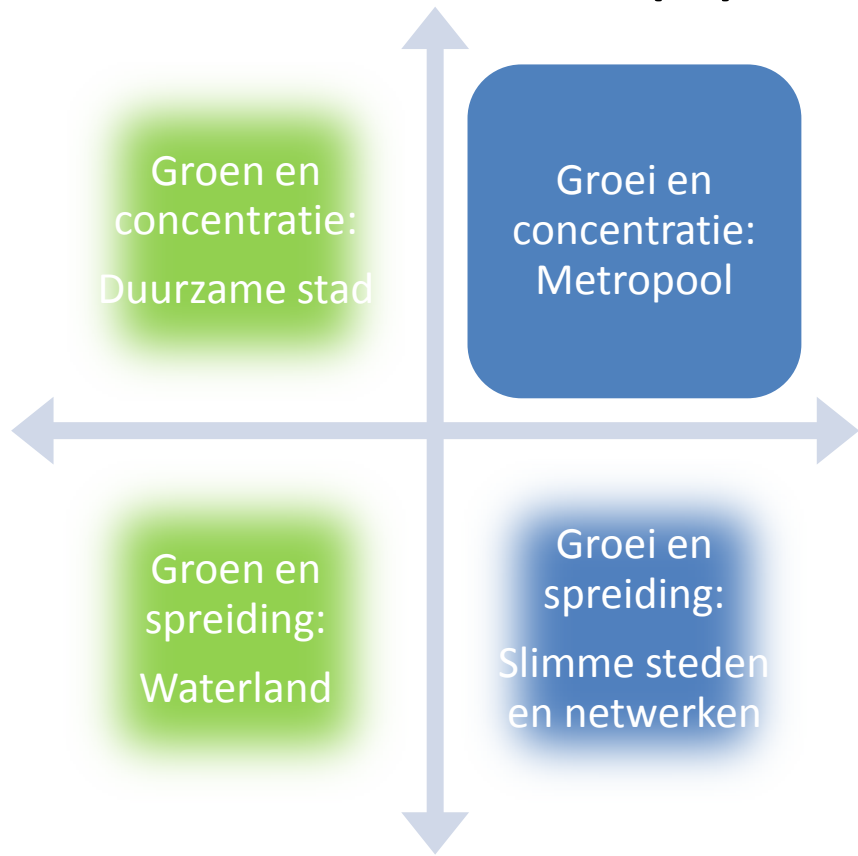 Groen en
concentratie:
Duurzame stad
Groei en
concentratie:
Metropool
Groen en
spreiding:
Waterland
Groei en
spreiding:
Slimme steden
en netwerken